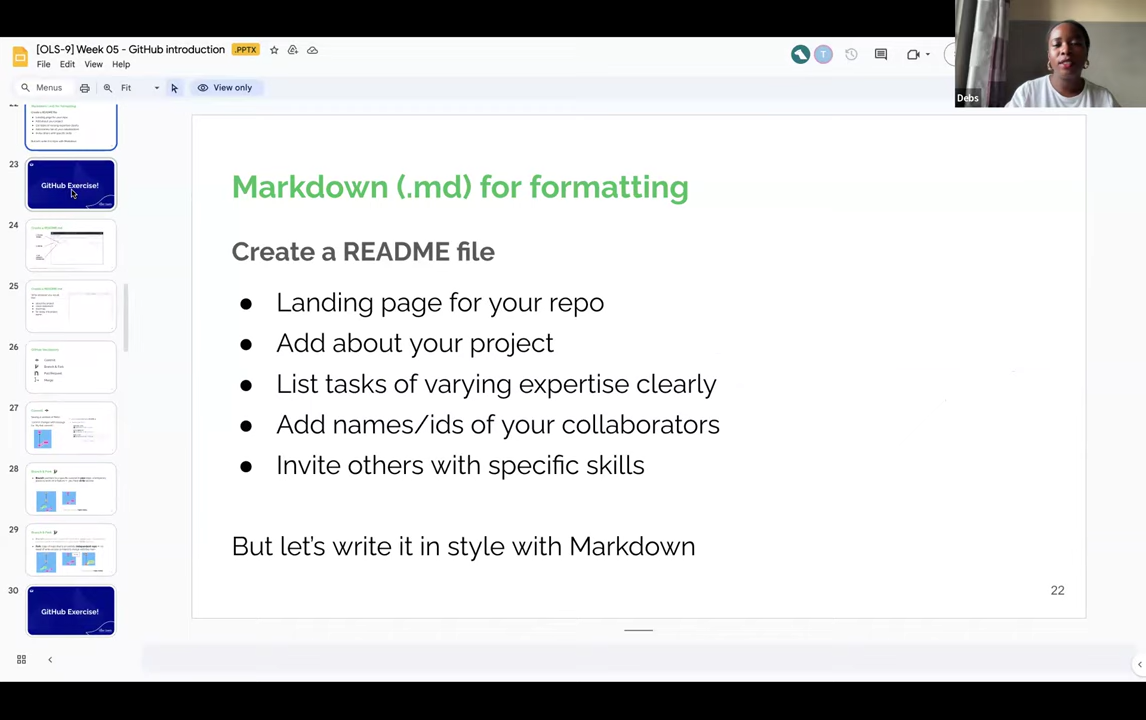 [OLS-9] Week 05 - GitHub introduction .PPTX
File Edit View Help
Menus Fit View only
T
Debs
23
GitHub Exercise!
24
25
26
27
28
29
30
GitHub Exercise!
Markdown (.md) for formatting
Create a README file
● Landing page for your repo
● Add about your project
● List tasks of varying expertise clearly
● Add names/ids of your collaborators
● Invite others with specific skills
But let's write it in style with Markdown
22